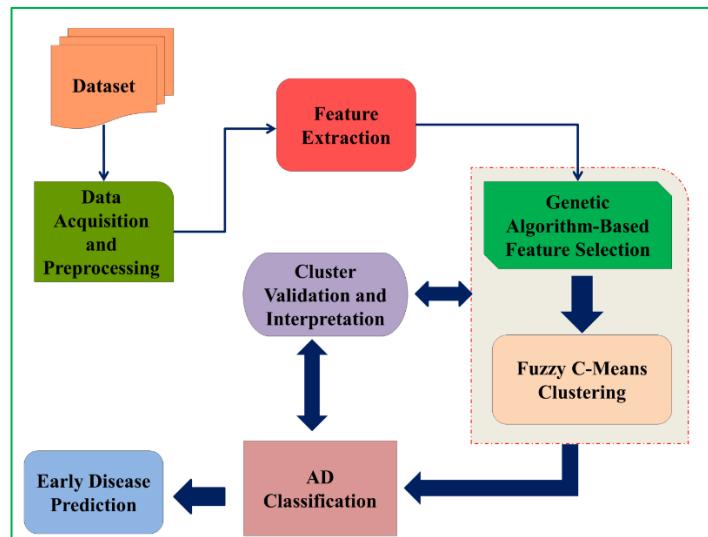 Dataset
Data
Acquisition
and
Preprocessing
Feature
Extraction
Genetic
Algorithm-Based
Feature Selection
Fuzzy C-Means
Clustering
Cluster
Validation and
Interpretation
AD
Classification
Early Disease
Prediction